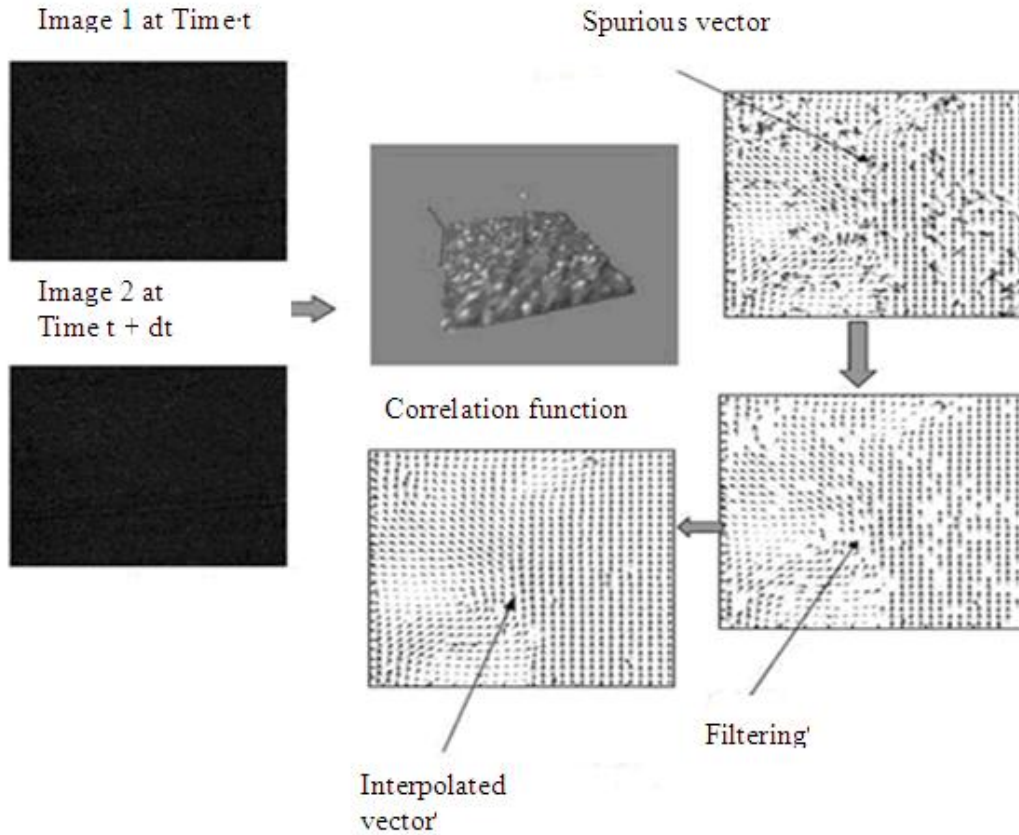 Image 1 at Time·t
Spurious vector
Image 2 at
Time t + dt
Correlation function
Filtering'
Interpolated
vector'